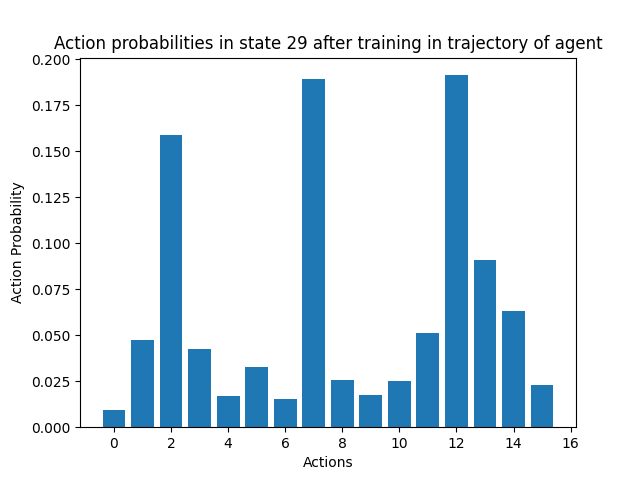 Action probabilities in state 29 after training in trajectory of agent
0.200
0.175
0.150
0.125
0.100
0.075
0.050
0.025
0.000
Action Probability
0 2 4 6 8 10 12 14 16
Actions